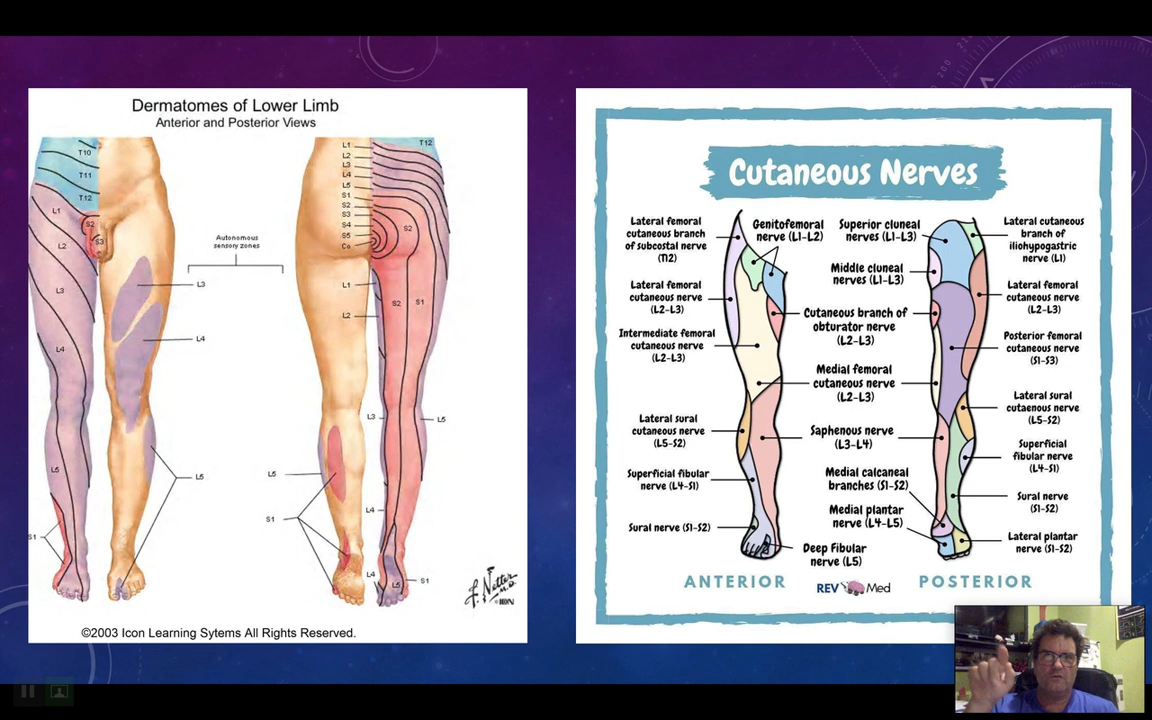 Dermatomes of Lower Limb
Anterior and Posterior Views
T10
T11
T12
L1
S2
S3
L2
L3
L4
L5
S1
Autonomous
sensory zones
L3
L4
L5
L1
L2
L3
L4
L5
S1
S2
S3
S4
S5
Co
L1
L2
T12
S2
S2
S1
L3
L5
L5
S1
L4
L4
L5
S1
F. Netter
M.D.
©ION
©2003 Icon Learning Sytems All Rights Reserved.
Cutaneous Nerves
Lateral femoral
cutaneous branch
of subcostal nerve
(T12)
Lateral femoral
cutaneous nerve
(L2-L3)
Intermediate femoral
cutaneous nerve
(L2-L3)
Lateral sural
cutaneous nerve
(L5-S2)
Superficial fibular
nerve (L4-S1)
Sural nerve (S1-S2)
Genitofemoral
nerve (L1-L2)
Superior cluneal
nerves (L1-L3)
Middle cluneal
nerves (L1-L3)
Cutaneous branch of
obturator nerve
(L2-L3)
Medial femoral
cutaneous nerve
(L2-L3)
Saphenous nerve
(L3-L4)
Medial calcaneal
branches (S1-S2)
Medial plantar
nerve (L4-L5)
Deep Fibular
nerve (L5)
Lateral cutaneous
branch of
iliohypogastric
nerve (L1)
Lateral femoral
cutaneous nerve
(L2-L3)
Posterior femoral
cutaneous nerve
(S1-S3)
Lateral sural
cutaenous nerve
(L5-S2)
Superficial
fibular nerve
(L4-S1)
Sural nerve
(S1-S2)
Lateral plantar
nerve (S1-S2)
ANTERIOR
REV Med
POSTERIOR